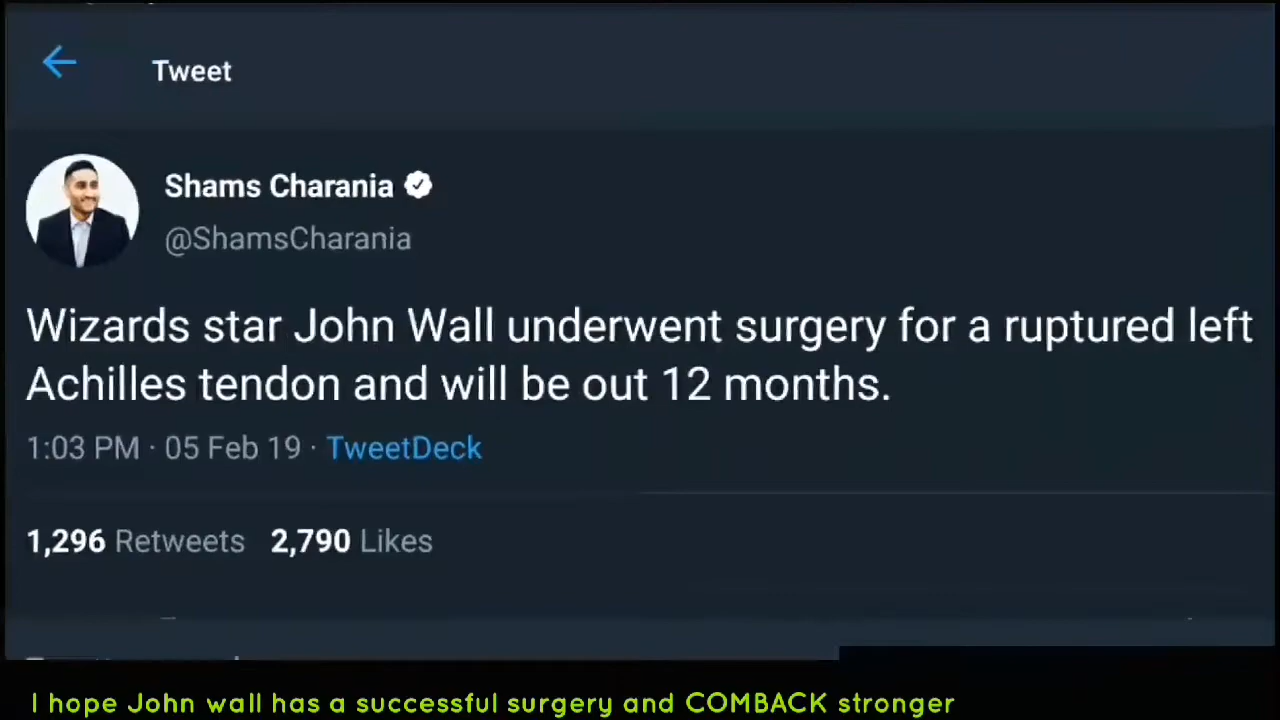 Tweet
Shams Charania
@ShamsCharania
Wizards star John Wall underwent surgery for a ruptured left
Achilles tendon and will be out 12 months.
1:03 PM · 05 Feb 19 · TweetDeck
1,296 Retweets 2,790 Likes
I hope John wall has a successful surgery and COMBACK stronger